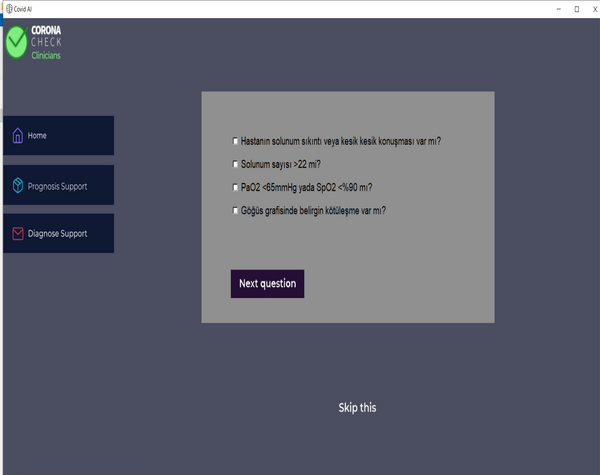 Covid AI
CORONA
CHECK
Clinicians
Home
Prognosis Support
Diagnose Support
Hastanın solunum sıkıntı veya kesik kesik konuşması var mı?
Solunum sayısı >22 mi?
PaO2 <65mmHg yada SpO2 <%90 mı?
Göğüs grafisinde belirgin kötüleşme var mı?
Next question
Skip this